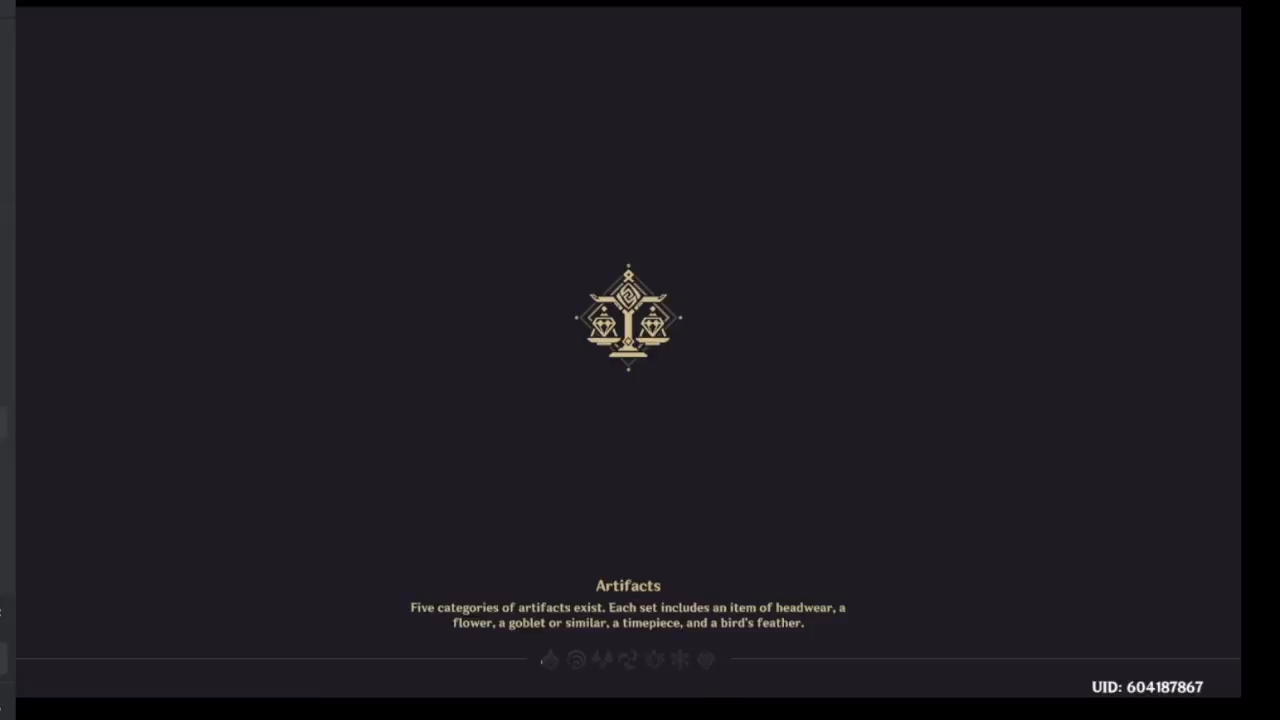 Artifacts
Five categories of artifacts exist. Each set includes an item of headwear, a
flower, a goblet or similar, a timepiece, and a bird's feather.
UID: 604187867